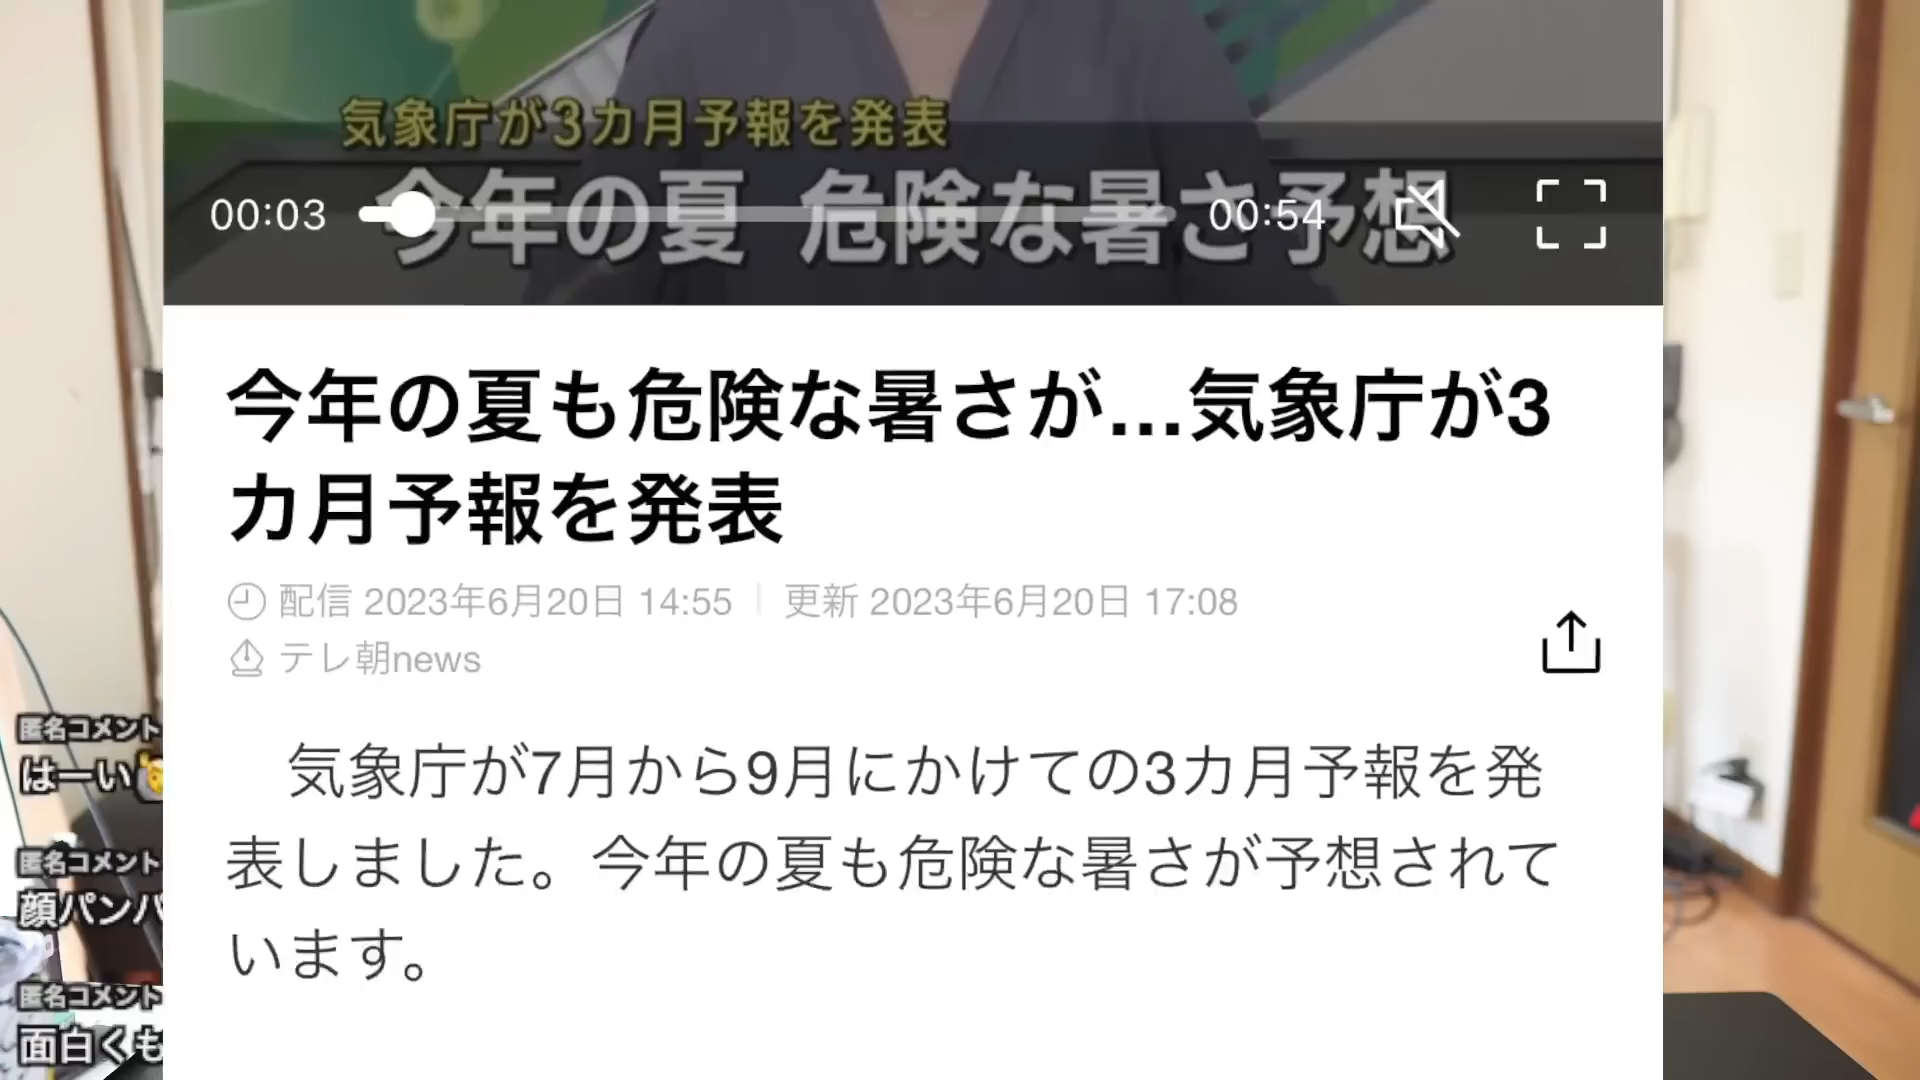 気象庁が3カ月予報を発表
今年の夏 危険な暑さ予想
00:03
00:54
今年の夏も危険な暑さが…気象庁が3
カ月予報を発表
配信 2023年6月20日 14:55 | 更新 2023年6月20日 17:08
テレ朝news
気象庁が7月から9月にかけての3カ月予報を発
表しました。今年の夏も危険な暑さが予想されて
います。
匿名コメント
はーい
匿名コメント
顔パンパ
匿名コメント
面白くも